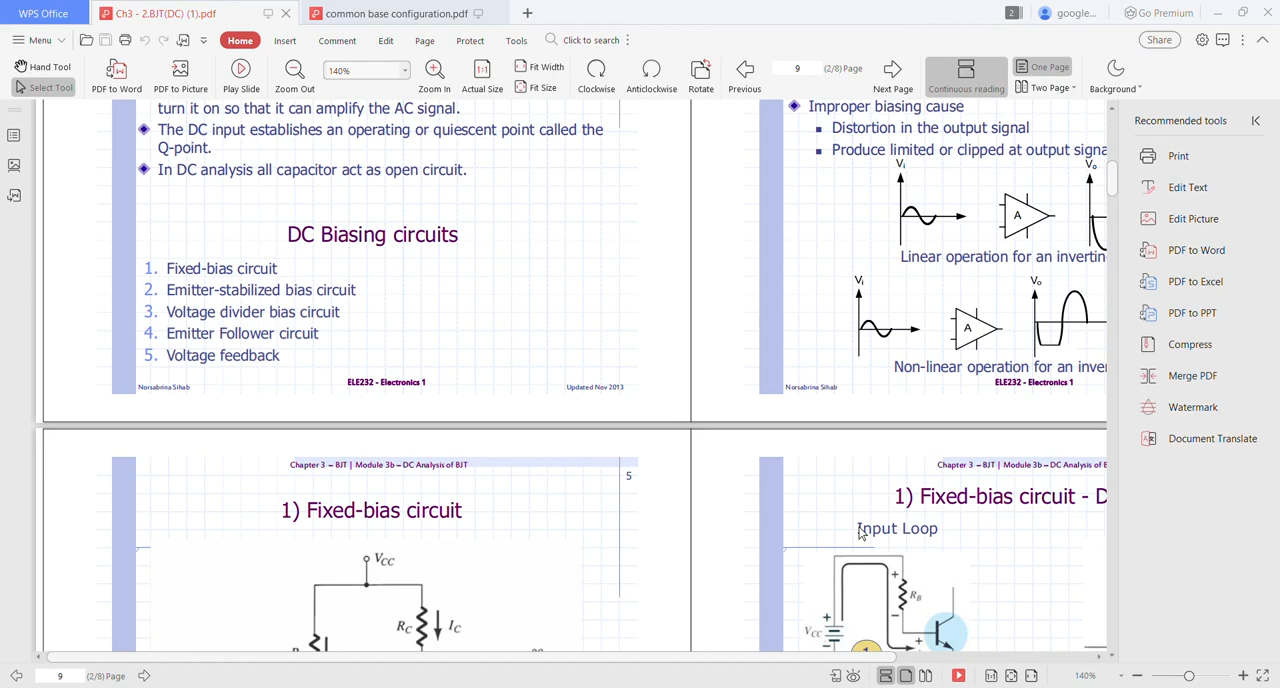 WPS Office
Ch3 - 2.BJT(DC) (1).pdf
common base configuration.pdf
2
google...
Go Premium
Menu
Home
Insert
Comment
Edit
Page
Protect
Tools
Click to search
Share
Hand Tool
Select Tool
PDF to Word
PDF to Picture
Play Slide
Zoom Out
140%
Zoom In
Actual Size
Fit Width
Fit Size
Clockwise
Anticlockwise
Rotate
Previous
9
(2/8)Page
Next Page
Continuous reading
One Page
Two Page
Background
turn it on so that it can amplify the AC signal.
The DC input establishes an operating or quiescent point called the
Q-point.
In DC analysis all capacitor act as open circuit.
DC Biasing circuits
1. Fixed-bias circuit
2. Emitter-stabilized bias circuit
3. Voltage divider bias circuit
4. Emitter Follower circuit
5. Voltage feedback
Norsabrina Sihab
ELE232 - Electronics 1
Updated Nov 2013
Improper biasing cause
Distortion in the output signal
Produce limited or clipped at output signa
Vi
A
Vo
Linear operation for an invertin
Vi
A
Vo
Non-linear operation for an inver
Norsabrina Sihab
ELE232 - Electronics 1
Chapter 3 – BJT | Module 3b – DC Analysis of BJT
5
1) Fixed-bias circuit
VCC
RC
IC
Chapter 3 – BJT | Module 3b – DC Analysis of B
1) Fixed-bias circuit - D
Input Loop
+
RB
–
VCC
+
–
+
1
Recommended tools
Print
Edit Text
Edit Picture
PDF to Word
PDF to Excel
PDF to PPT
Compress
Merge PDF
Watermark
Document Translate
9
(2/8)Page
140%